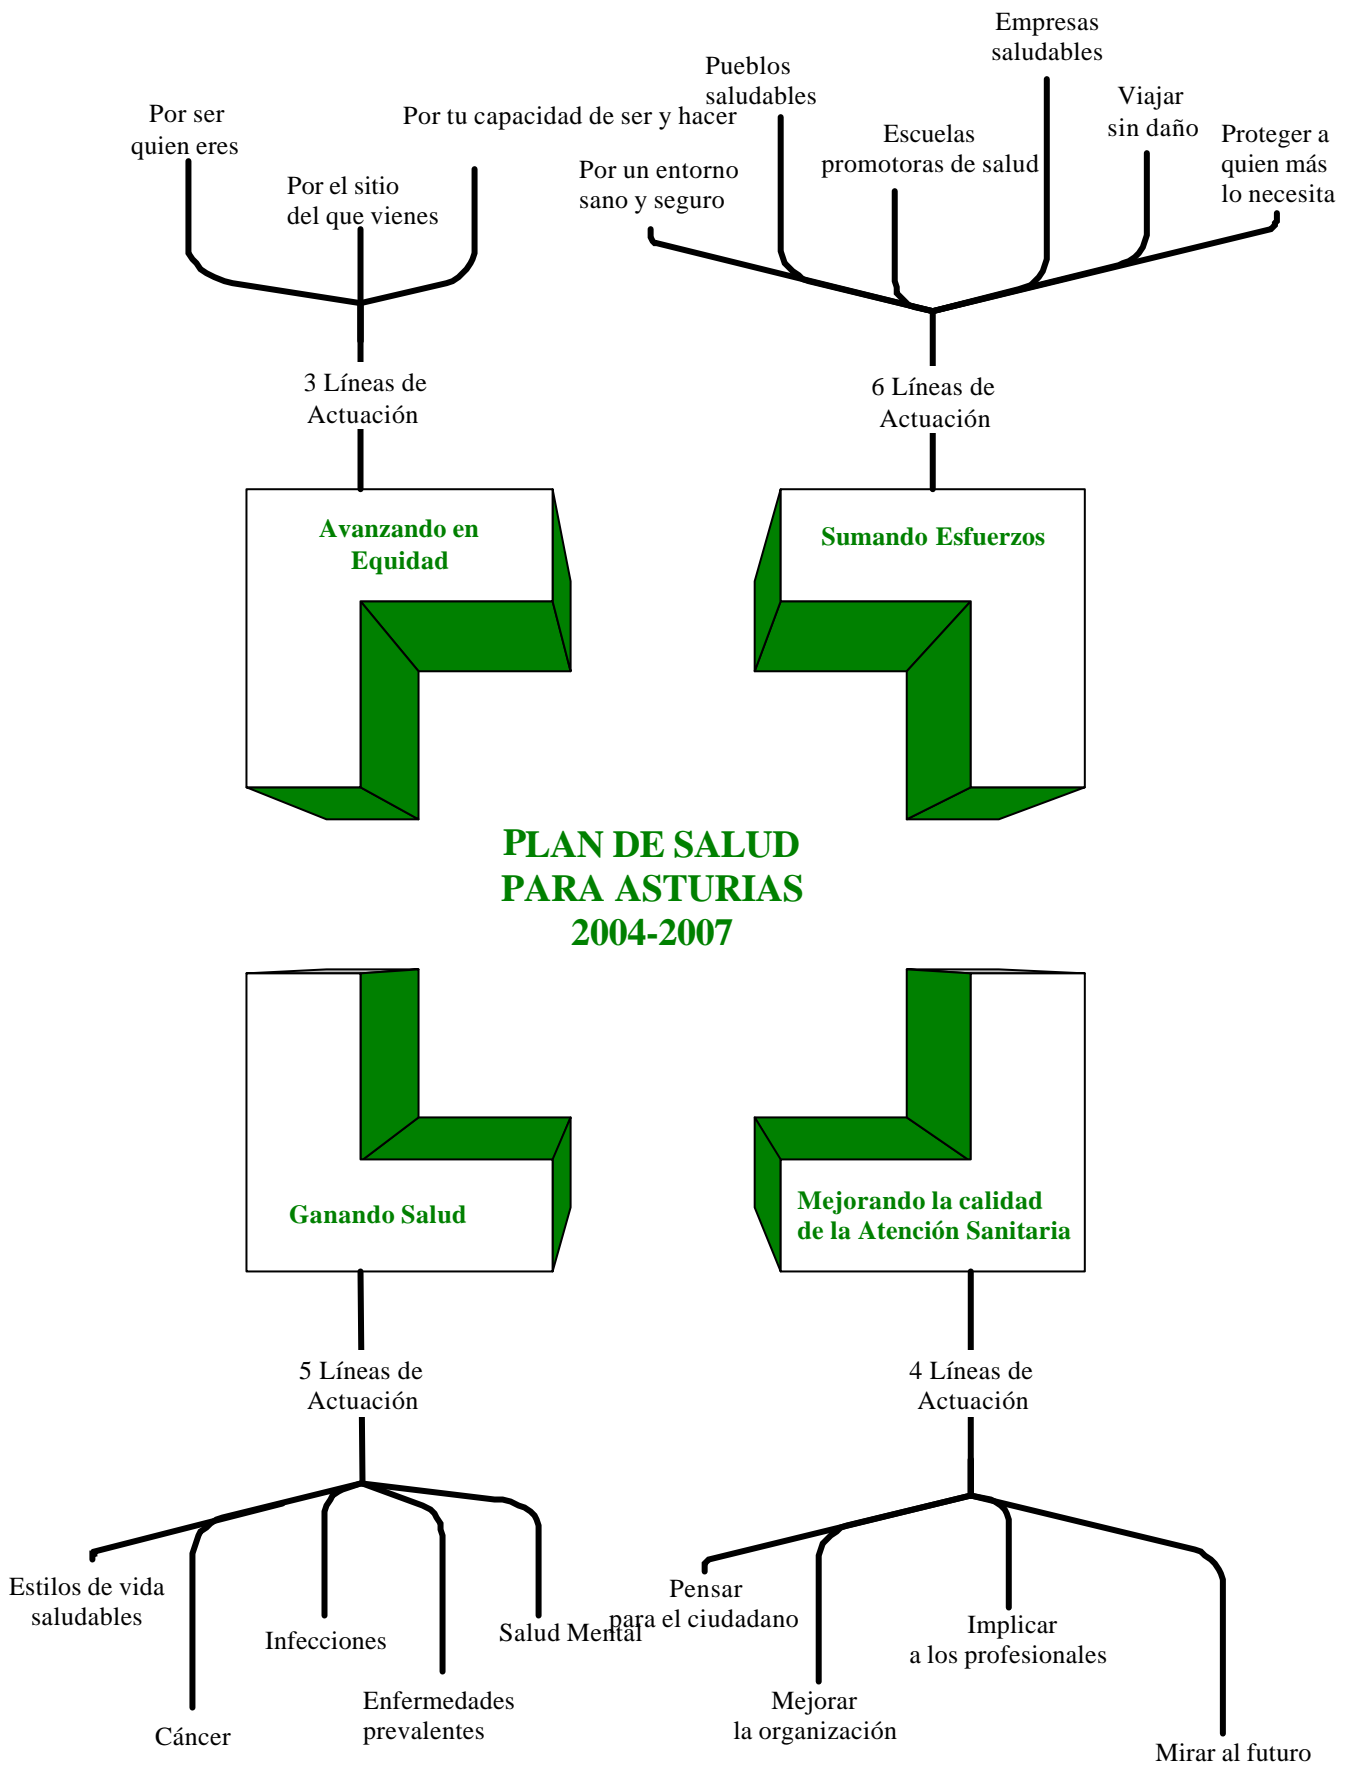 Por ser
quien eres
Por el sitio
del que vienes
Por tu capacidad de ser y hacer
3 Líneas de
Actuación
Avanzando en
Equidad
Por un entorno
sano y seguro
Pueblos
saludables
Escuelas
promotoras de salud
Empresas
saludables
Viajar
sin daño
Proteger a
quien más
lo necesita
6 Líneas de
Actuación
Sumando Esfuerzos
PLAN DE SALUD
PARA ASTURIAS
2004-2007
Ganando Salud
5 Líneas de
Actuación
Estilos de vida
saludables
Cáncer
Infecciones
Enfermedades
prevalentes
Salud Mental
Mejorando la calidad
de la Atención Sanitaria
4 Líneas de
Actuación
Pensar
para el ciudadano
Mejorar
la organización
Implicar
a los profesionales
Mirar al futuro